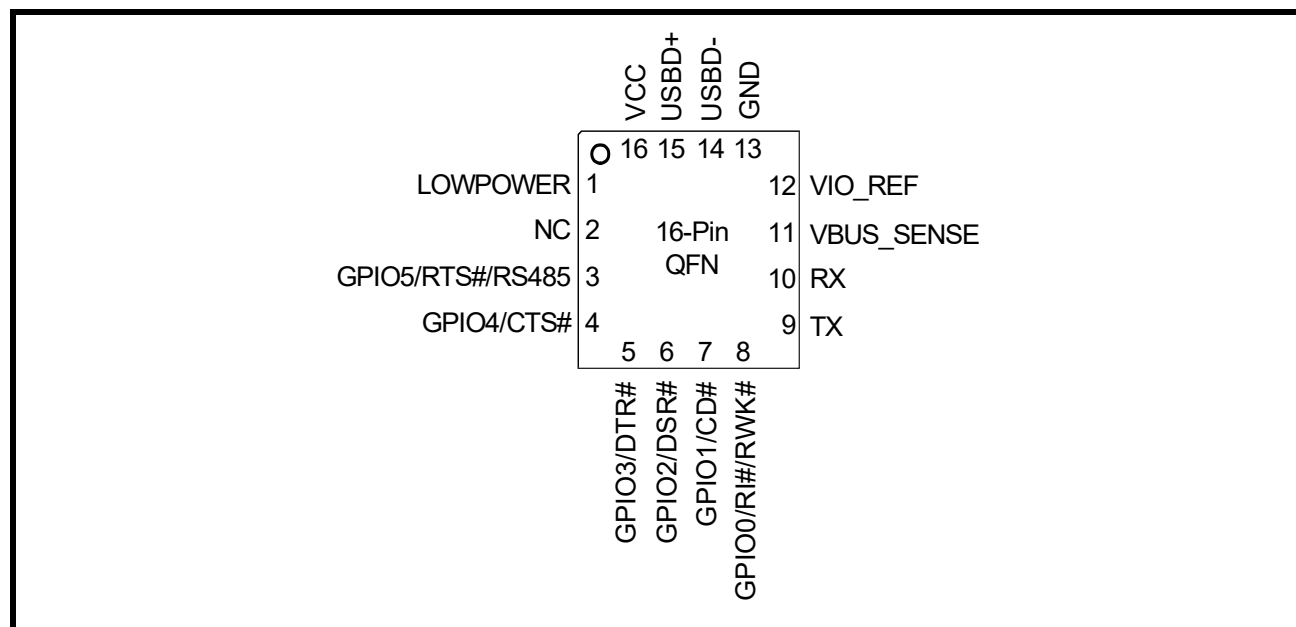 VCC
USBD+
USBD-
GND
16 15 14 13
LOWPOWER 1
12 VIO_REF
NC 2
16-Pin
QFN
11 VBUS_SENSE
GPIO5/RTS#/RS485 3
10 RX
GPIO4/CTS# 4
9 TX
5 6 7 8
GPIO3/DTR#
GPIO2/DSR#
GPIO1/CD#
GPIO0/RI#/RWK#